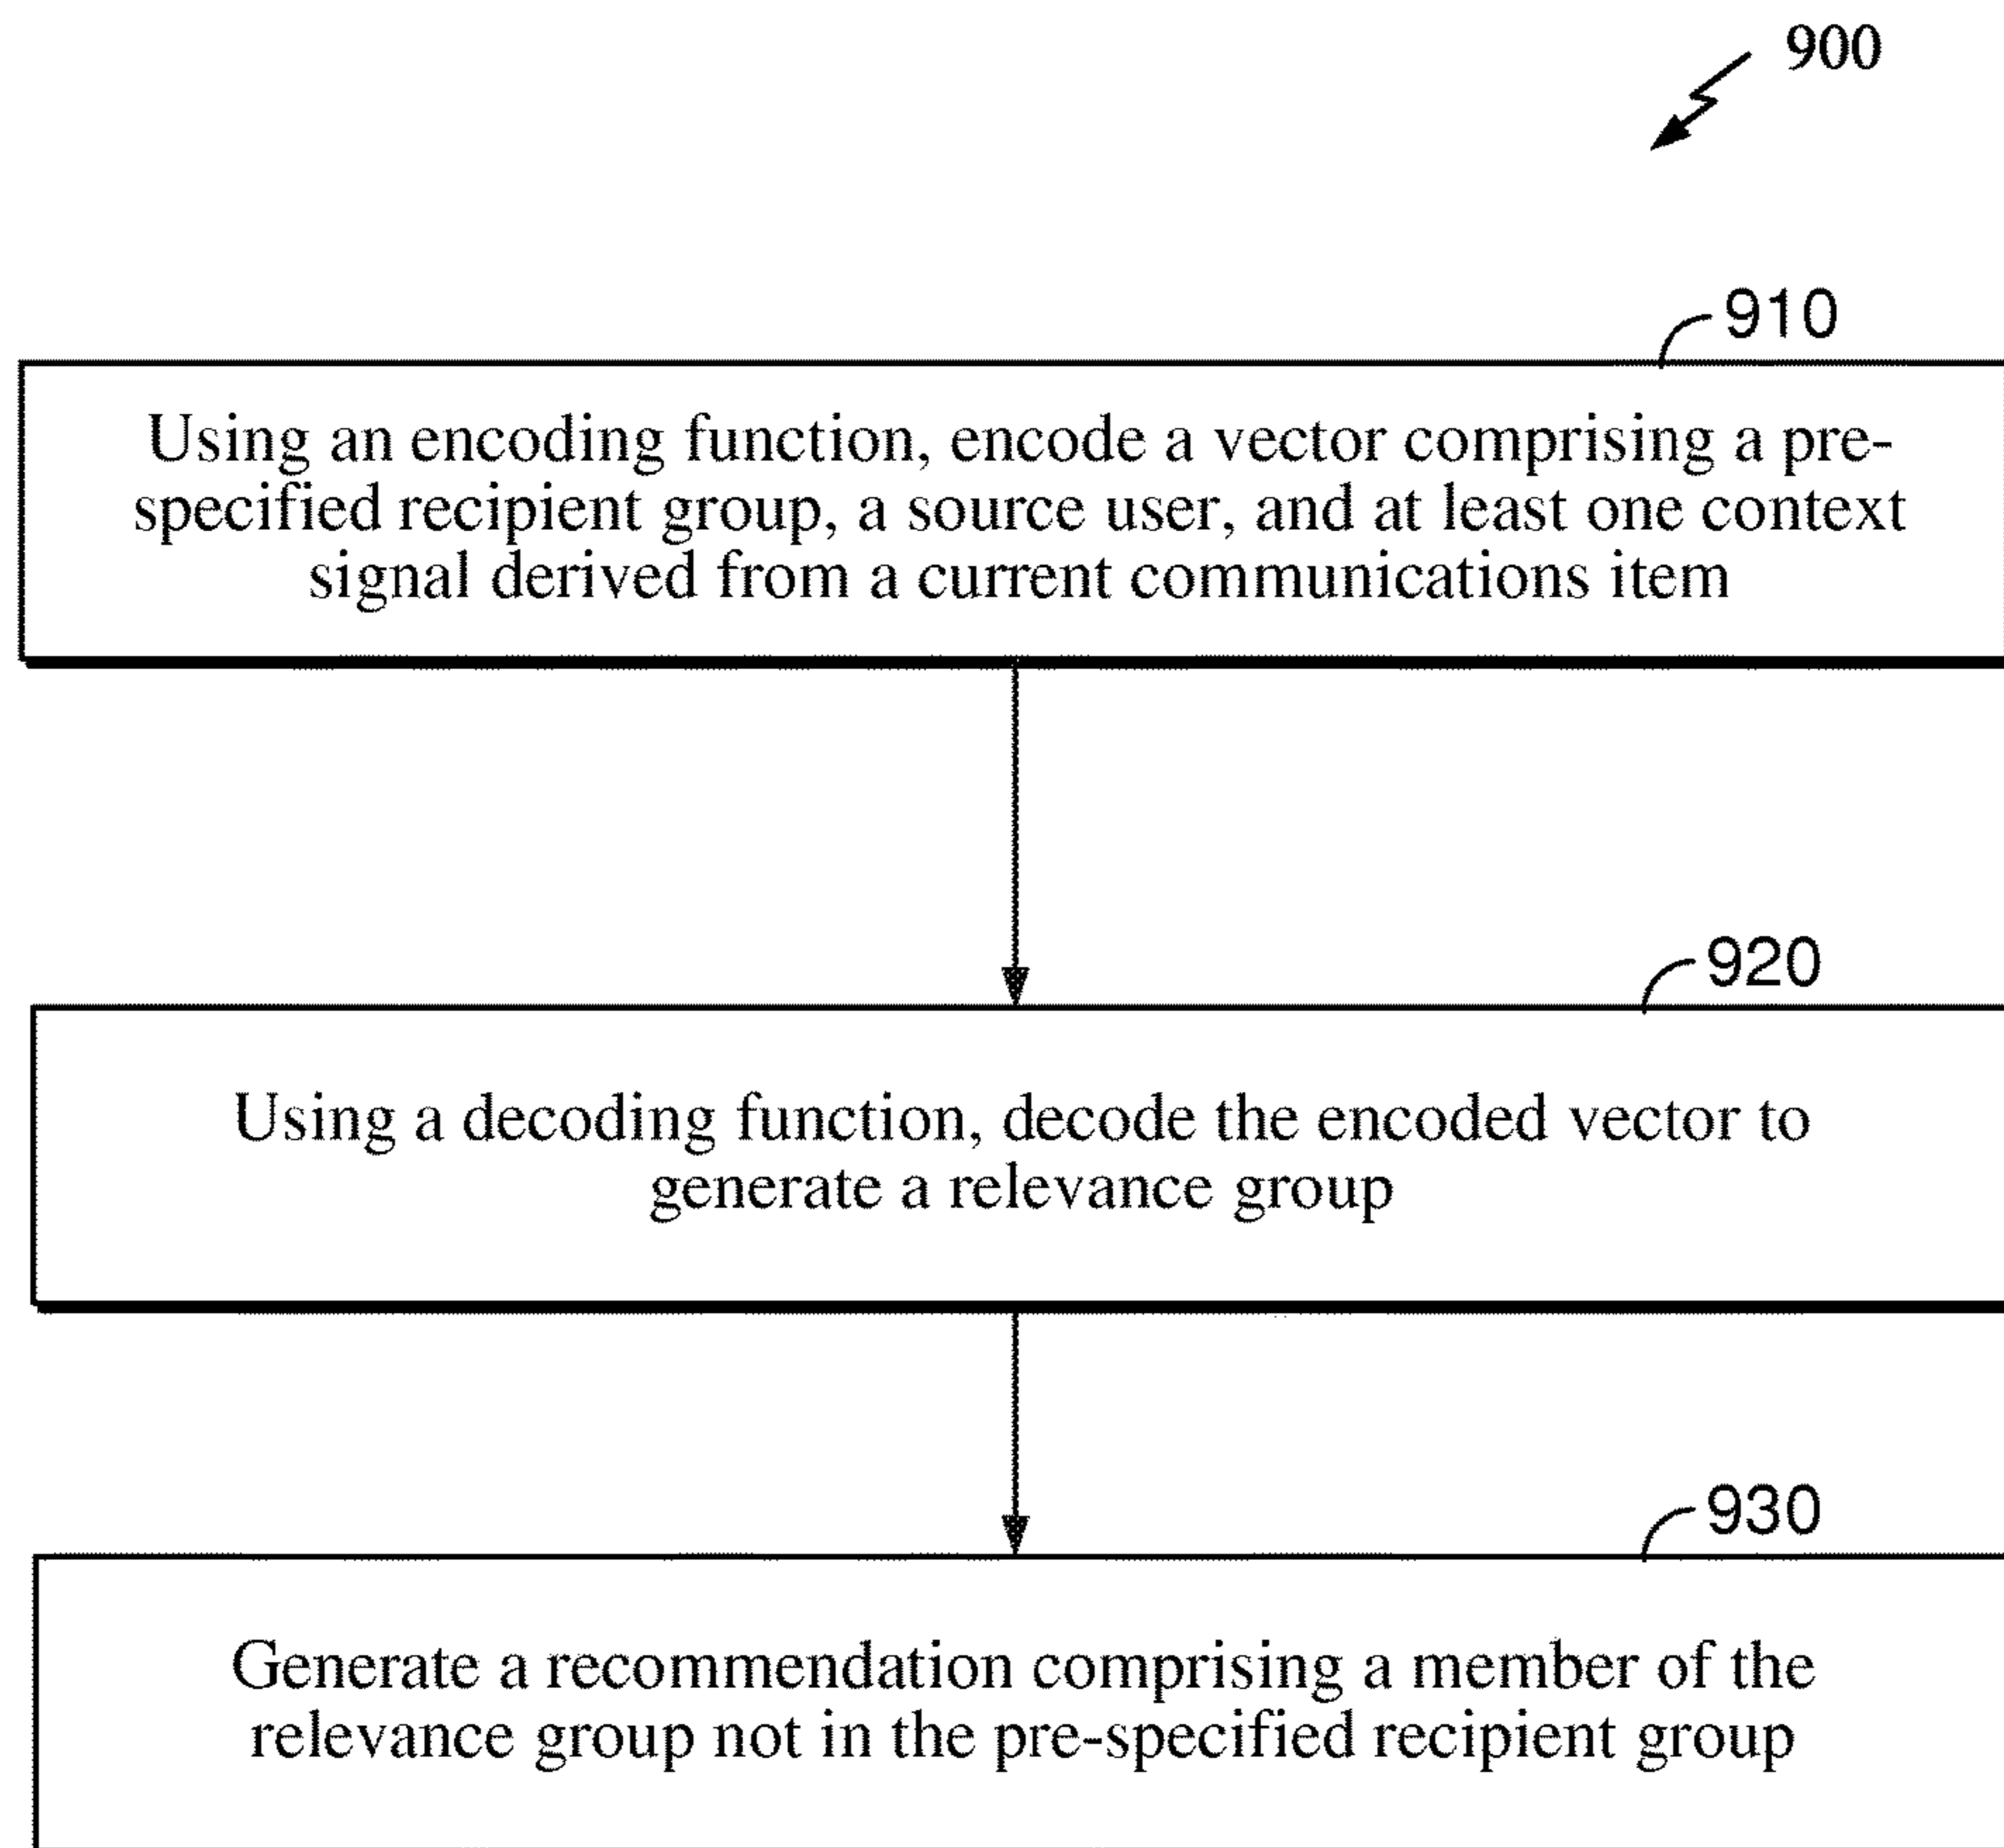 900
910
Using an encoding function, encode a vector comprising a pre-
specified recipient group, a source user, and at least one context
signal derived from a current communications item
920
Using a decoding function, decode the encoded vector to
generate a relevance group
930
Generate a recommendation comprising a member of the
relevance group not in the pre-specified recipient group